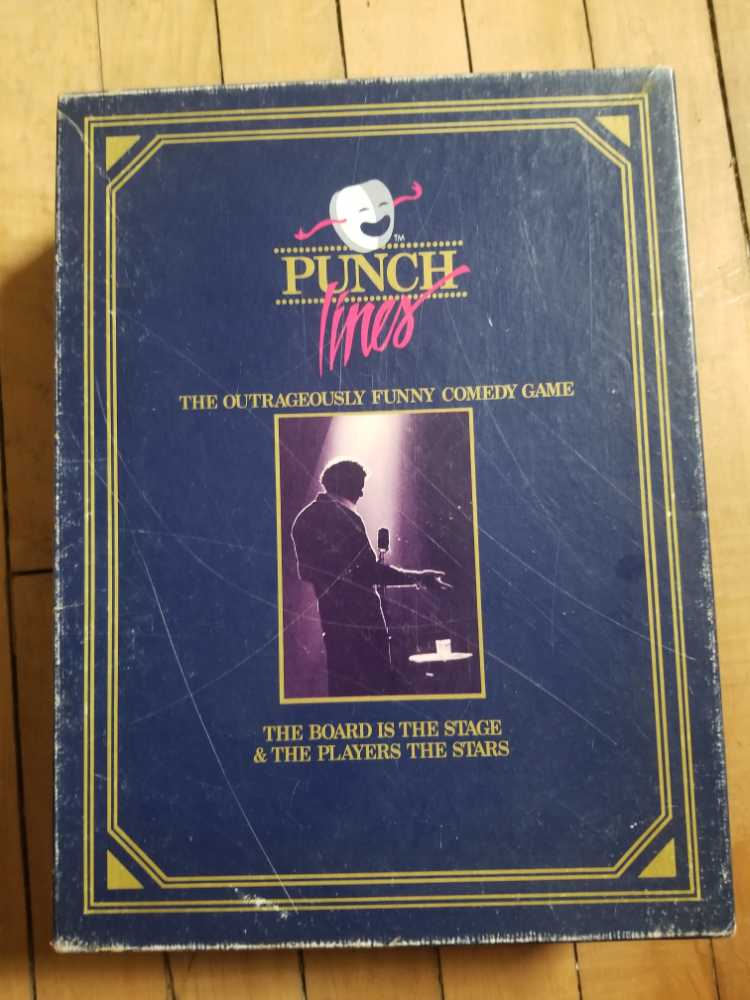 TM
PUNCH
lines
THE OUTRAGEOUSLY FUNNY COMEDY GAME
THE BOARD IS THE STAGE
& THE PLAYERS THE STARS